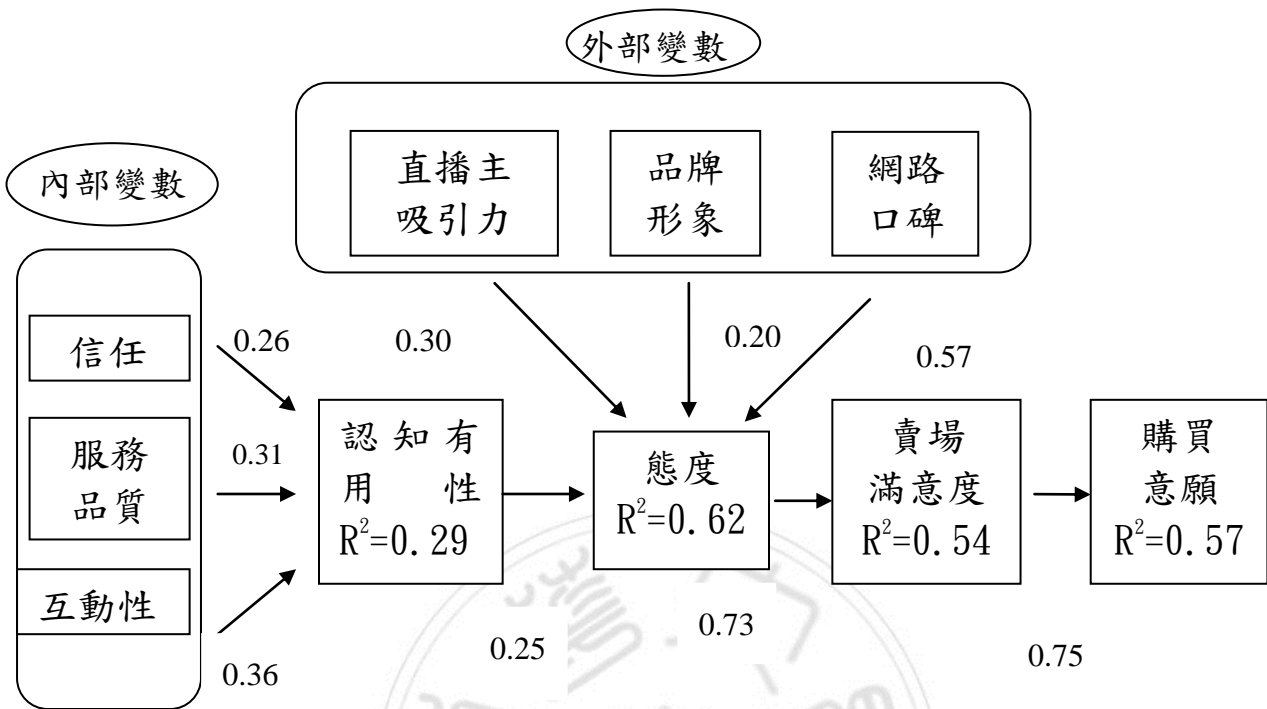 外部變數
直播主
吸引力
品牌
形象
網路
口碑
內部變數
信任
服務
品質
互動性
0.26
0.30
0.20
0.57
0.31
0.36
認知有
用 性
R²=0.29
態度
R²=0.62
賣場
滿意度
R²=0.54
購買
意願
R²=0.57
0.25
0.73
0.75